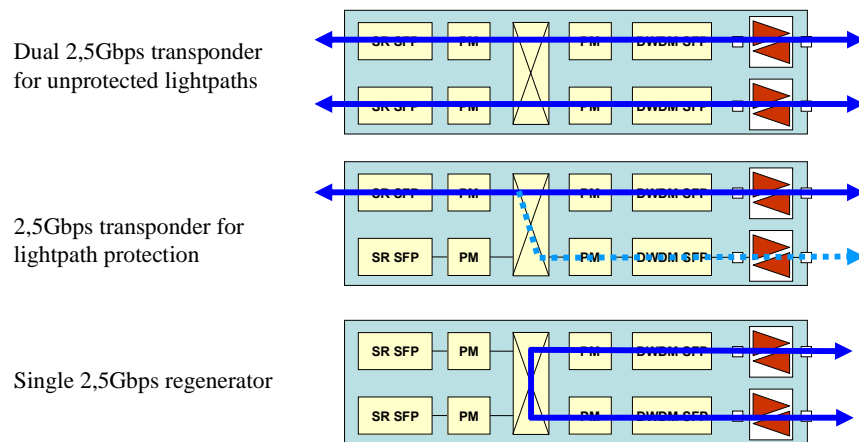 Dual 2,5Gbps transponder
for unprotected lightpaths
SR SFP PM PM DWDM SFP
SR SFP PM PM DWDM SFP
2,5Gbps transponder for
lightpath protection
SR SFP PM PM DWDM SFP
SR SFP PM PM DWDM SFP
Single 2,5Gbps regenerator
SR SFP PM PM DWDM SFP
SR SFP PM PM DWDM SFP